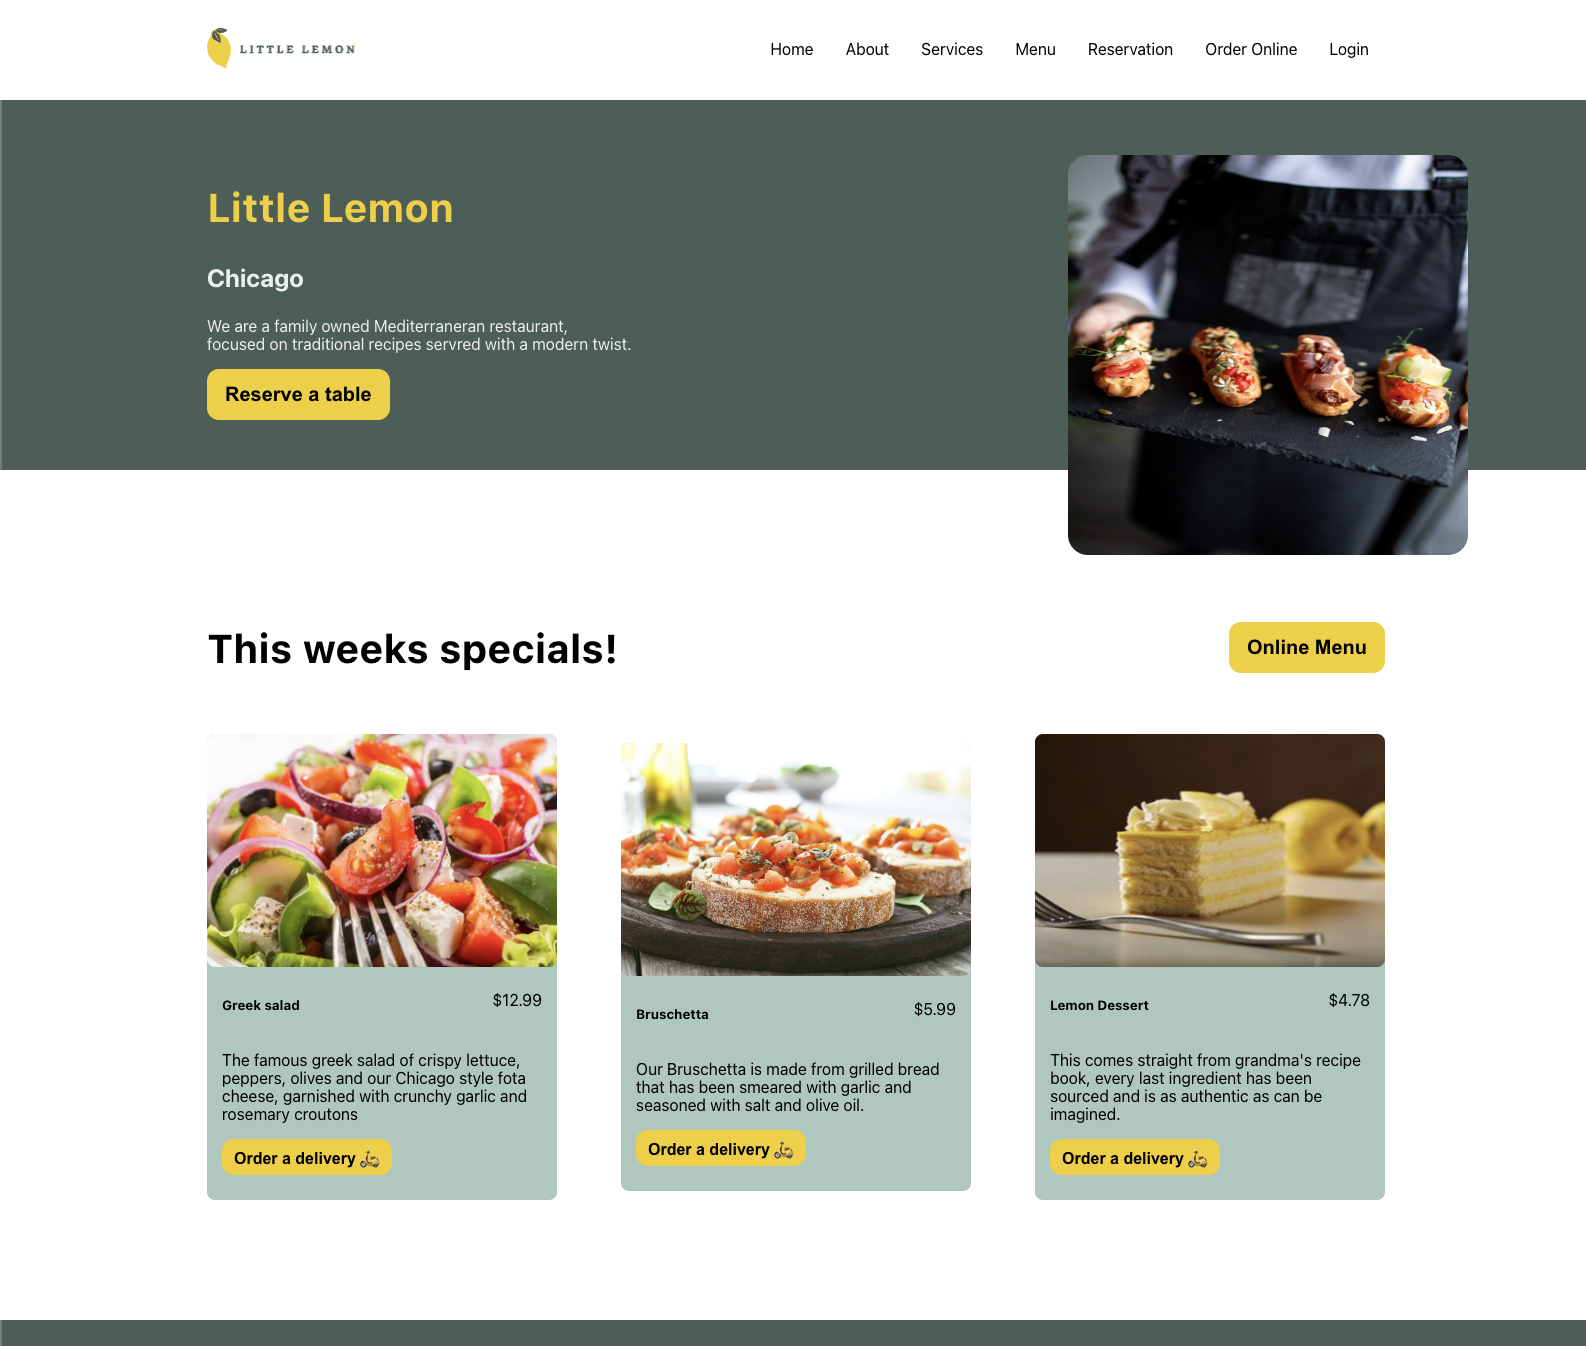 LITTLE LEMON
Home About Services Menu Reservation Order Online Login
Little Lemon
Chicago
We are a family owned Mediterraneran restaurant,
focused on traditional recipes servred with a modern twist.
Reserve a table
This weeks specials!
Online Menu
Greek salad
$12.99
The famous greek salad of crispy lettuce,
peppers, olives and our Chicago style fota
cheese, garnished with crunchy garlic and
rosemary croutons
Order a delivery 🛵
Bruschetta
$5.99
Our Bruschetta is made from grilled bread
that has been smeared with garlic and
seasoned with salt and olive oil.
Order a delivery 🛵
Lemon Dessert
$4.78
This comes straight from grandma's recipe
book, every last ingredient has been
sourced and is as authentic as can be
imagined.
Order a delivery 🛵